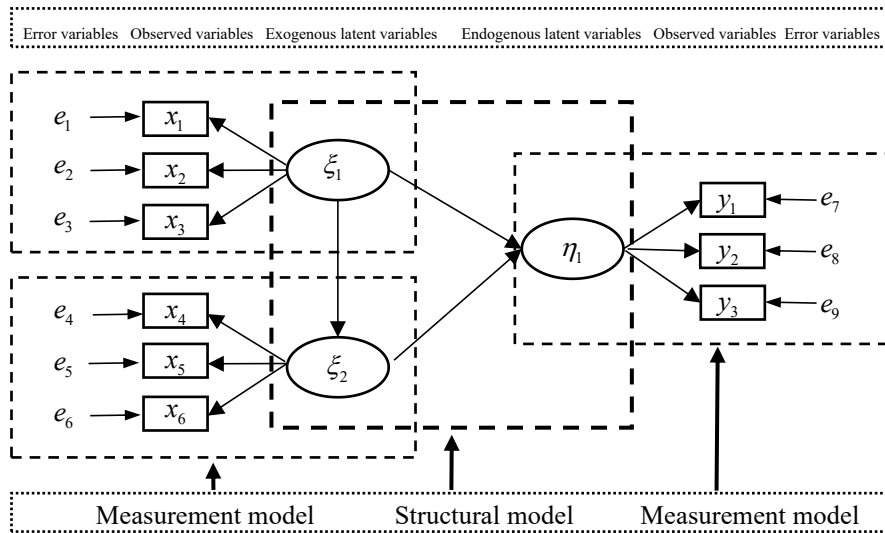 Error variables Observed variables Exogenous latent variables Endogenous latent variables Observed variables Error variables
e₁ x₁
e₂ x₂
e₃ x₃
ξ₁
e₄ x₄
e₅ x₅
e₆ x₆
ξ₂
η₁
y₁ e₇
y₂ e₈
y₃ e₉
Measurement model Structural model Measurement model